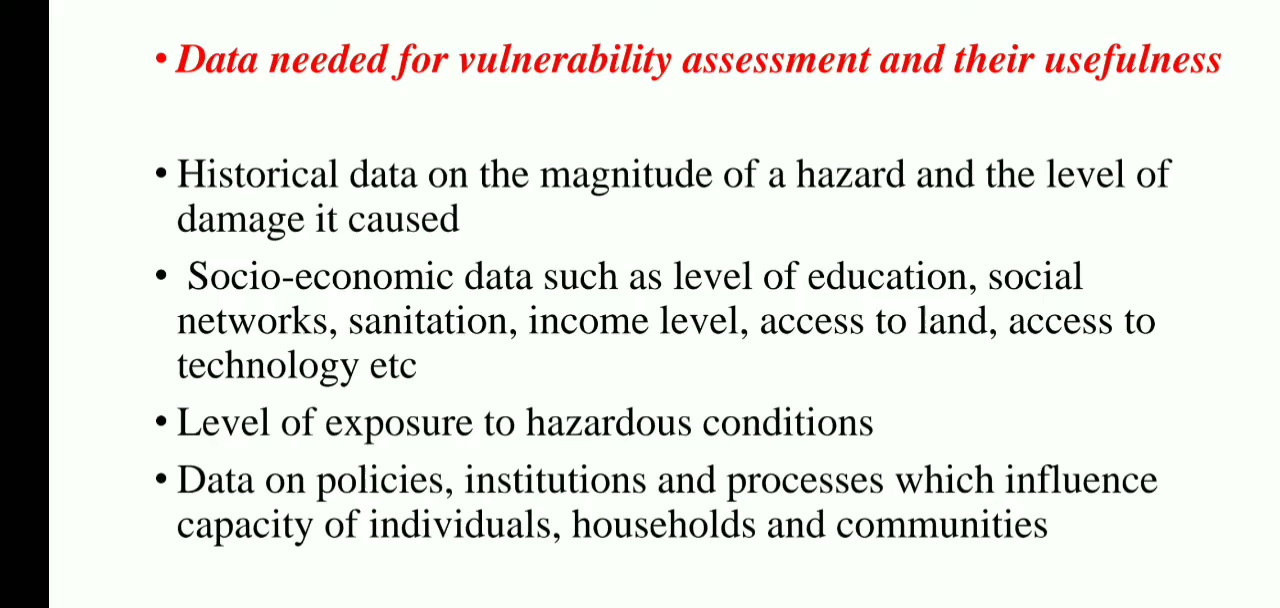 • Data needed for vulnerability assessment and their usefulness
• Historical data on the magnitude of a hazard and the level of
damage it caused
• Socio-economic data such as level of education, social
networks, sanitation, income level, access to land, access to
technology etc
• Level of exposure to hazardous conditions
• Data on policies, institutions and processes which influence
capacity of individuals, households and communities